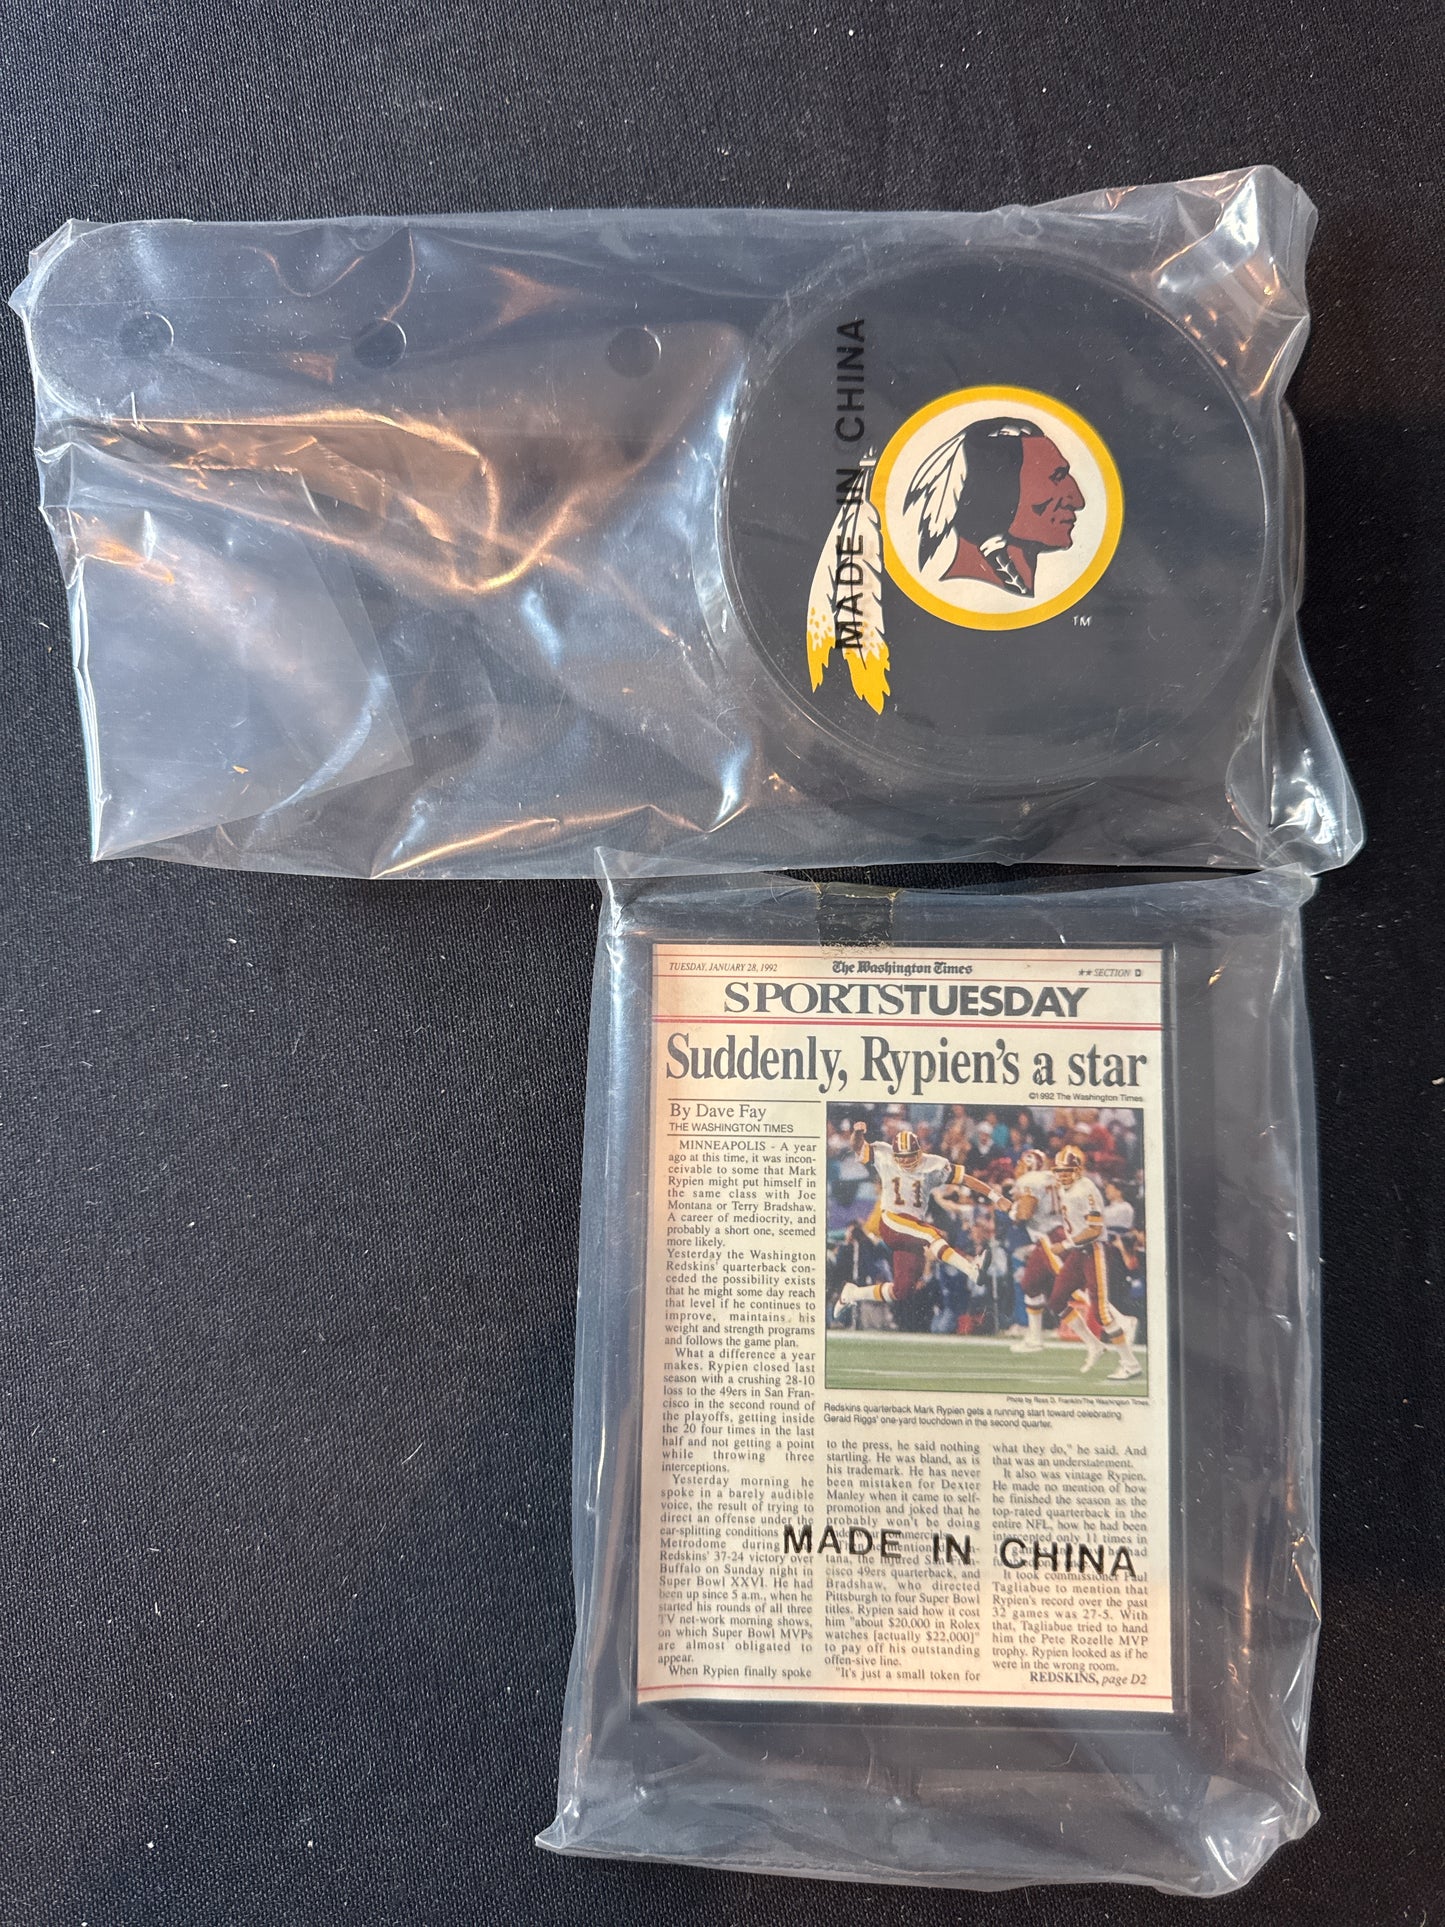 MADE IN CHINA
TM
TUESDAY, JANUARY 28, 1992
The Washington Times
★★ SECTION D
SPORTSTUESDAY
Suddenly, Rypien's a star
©1992 The Washington Times
By Dave Fay
THE WASHINGTON TIMES
MINNEAPOLIS - A year
ago at this time, it was incon-
ceivable to some that Mark
Rypien might put himself in
the same class with Joe
Montana or Terry Bradshaw.
A career of mediocrity, and
probably a short one, seemed
more likely.
Yesterday the Washington
Redskins' quarterback con-
ceded the possibility exists
that he might some day reach
that level if he continues to
improve, maintains his
weight and strength programs
and follows the game plan.
What a difference a year
makes. Rypien closed last
season with a crushing 28-10
loss to the 49ers in San Fran-
cisco in the second round of
the playoffs, getting inside
the 20 four times in the last
half and not getting a point
while throwing three
interceptions.
Yesterday morning he
spoke in a barely audible
voice, the result of trying to
direct an offense under the
ear-splitting conditions
Metrodome during
Redskins' 37-24 victory over
Buffalo on Sunday night in
Super Bowl XXVI. He had
been up since 5 a.m., when he
started his rounds of all three
TV net-work morning shows,
on which Super Bowl MVPs
are almost obligated to
appear.
When Rypien finally spoke
11
Photo by Ross D. Franklin/The Washington Times
Redskins quarterback Mark Rypien gets a running start toward celebrating
Gerald Riggs' one-yard touchdown in the second quarter.
to the press, he said nothing
startling. He was bland, as is
his trademark. He has never
been mistaken for Dexter
Manley when it came to self-
promotion and joked that he
probably won't be doing
tana, the injured San Fran-
cisco 49ers quarterback, and
Bradshaw, who directed
Pittsburgh to four Super Bowl
titles. Rypien said how it cost
him "about $20,000 in Rolex
watches [actually $22,000]"
to pay off his outstanding
offen-sive line.
"It's just a small token for
what they do," he said. And
that was an understatement.
It also was vintage Rypien.
He made no mention of how
he finished the season as the
top-rated quarterback in the
entire NFL, how he had been
intercepted only 11 times in
It took commissioner Paul
Tagliabue to mention that
Rypien's record over the past
32 games was 27-5. With
that, Tagliabue tried to hand
him the Pete Rozelle MVP
trophy. Rypien looked as if he
were in the wrong room.
REDSKINS, page D2
MADE IN CHINA